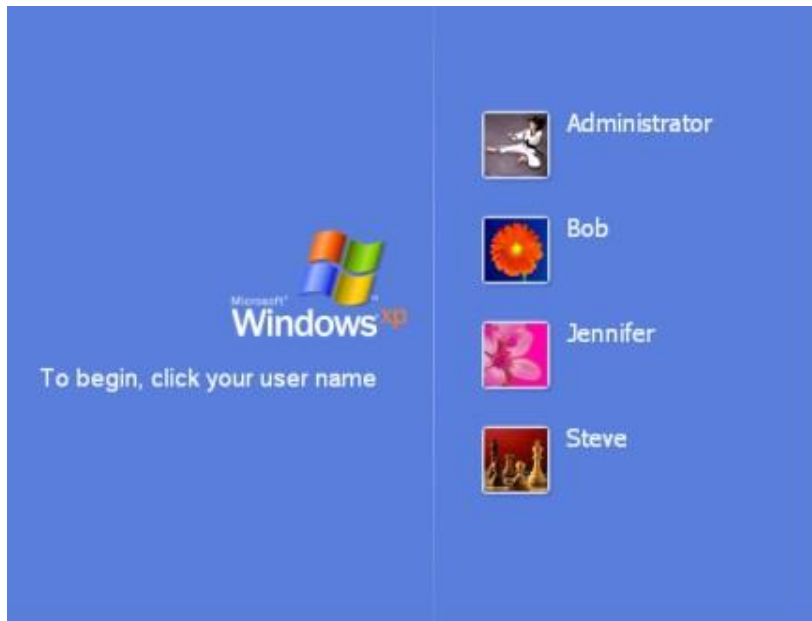 Microsoft®
Windows xp
To begin, click your user name
Administrator
Bob
Jennifer
Steve